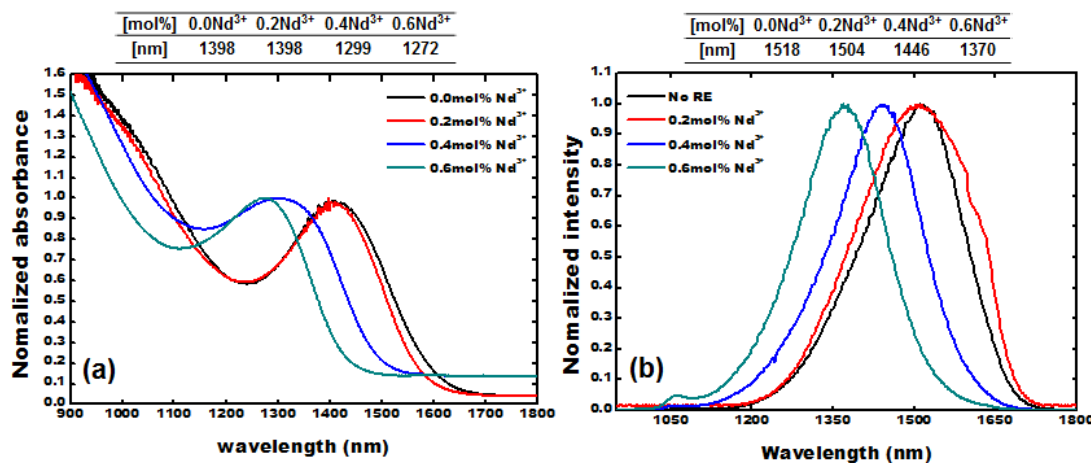 [mol%] 0.0Nd³⁺ 0.2Nd³⁺ 0.4Nd³⁺ 0.6Nd³⁺
[nm] 1398 1398 1299 1272
1.6
1.5
1.4
1.3
1.2
1.1
1.0
0.9
0.8
0.7
0.6
0.5
0.4
0.3
0.2
0.1
0.0
Nomalized absorbance
0.0mol% Nd³⁺
0.2mol% Nd³⁺
0.4mol% Nd³⁺
0.6mol% Nd³⁺
(a)
900 1000 1100 1200 1300 1400 1500 1600 1700 1800
wavelength (nm)
[mol%] 0.0Nd³⁺ 0.2Nd³⁺ 0.4Nd³⁺ 0.6Nd³⁺
[nm] 1518 1504 1446 1370
1.1
1.0
0.9
0.8
0.7
0.6
0.5
0.4
0.3
0.2
0.1
0.0
Nomalized intensity
No RE
0.2mol% Nd³⁺
0.4mol% Nd³⁺
0.6mol% Nd³⁺
(b)
1050 1200 1350 1500 1650 1800
Wavelength (nm)